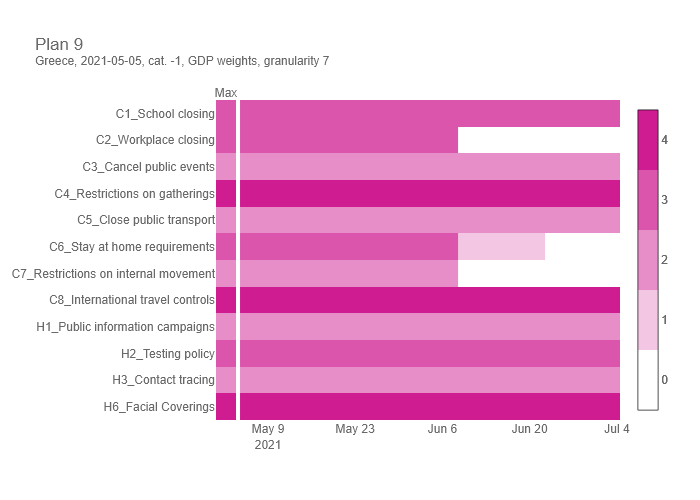 Plan 9
Greece, 2021-05-05, cat. -1, GDP weights, granularity 7
Max
C1_School closing
C2_Workplace closing
C3_Cancel public events
C4_Restrictions on gatherings
C5_Close public transport
C6_Stay at home requirements
C7_Restrictions on internal movement
C8_International travel controls
H1_Public information campaigns
H2_Testing policy
H3_Contact tracing
H6_Facial Coverings
May 9 May 23 Jun 6 Jun 20 Jul 4
2021
4
3
2
1
0